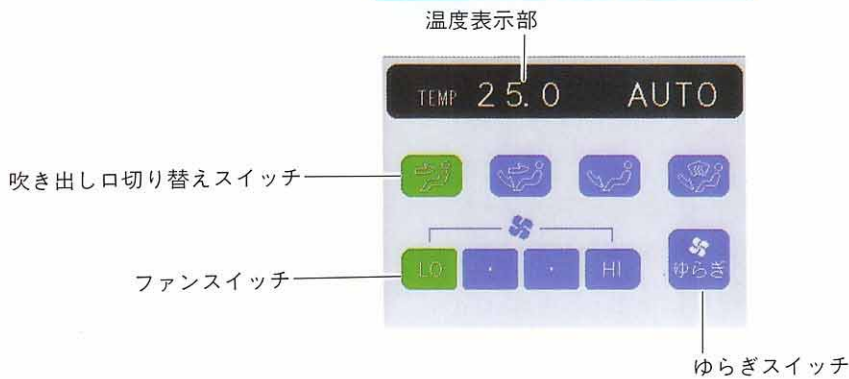 温度表示部
TEMP 25.0 AUTO
吹き出し口切り替えスイッチ
ファンスイッチ
LO
HI
ゆらぎ
ゆらぎスイッチ